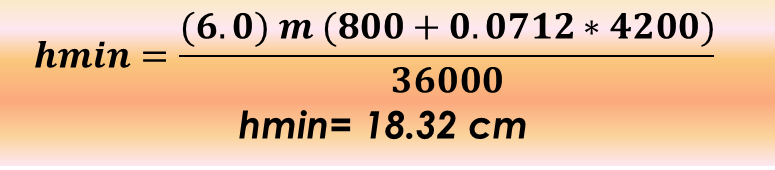 hmin = (6.0) m (800 + 0.0712 * 4200)
36000
hmin= 18.32 cm